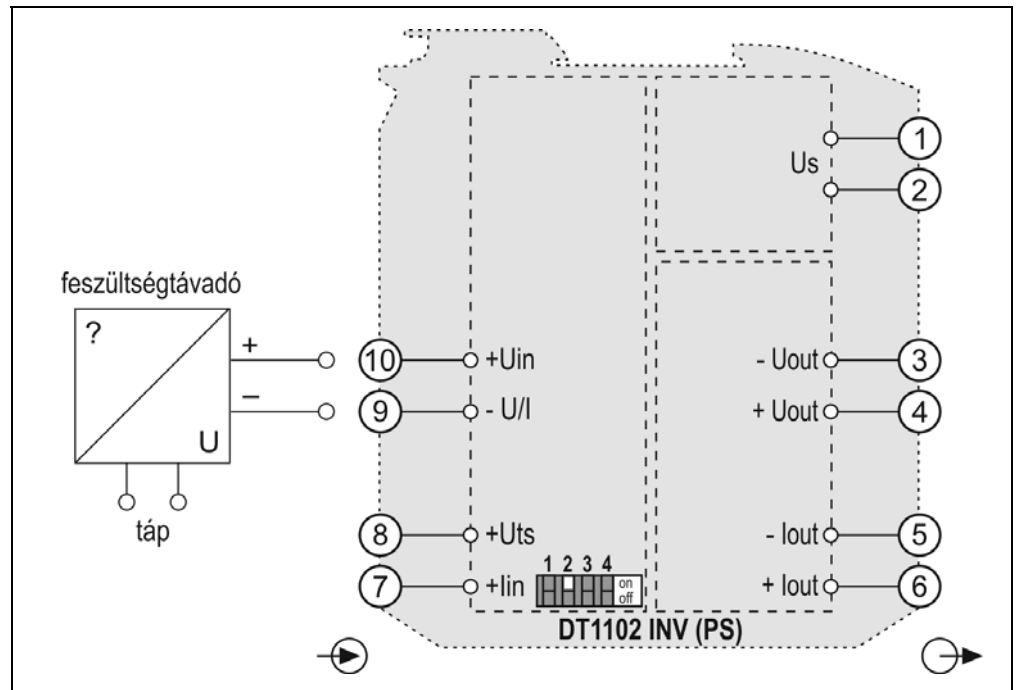 1
Us
2
feszültségtávadó
?
+
–
U
táp
10 +Uin
9 - U/I
8 +Uts
7 +Iin
1 2 3 4
on
off
- Uout 3
+ Uout 4
- Iout 5
+ Iout 6
DT1102 INV (PS)